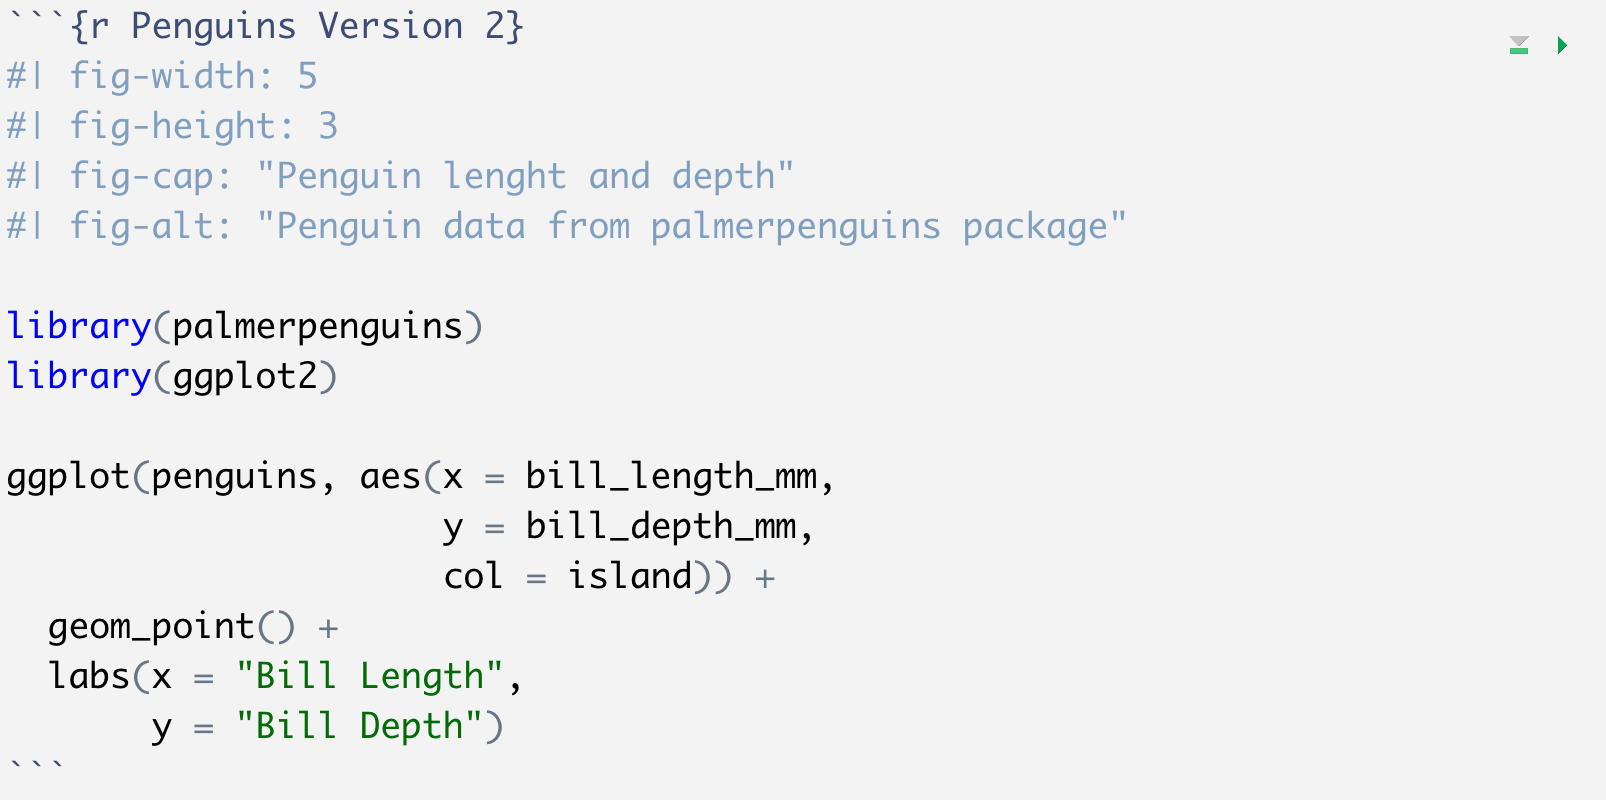 ```{r Penguins Version 2}
#| fig-width: 5
#| fig-height: 3
#| fig-cap: "Penguin lenght and depth"
#| fig-alt: "Penguin data from palmerpenguins package"
library(palmerpenguins)
library(ggplot2)
ggplot(penguins, aes(x = bill_length_mm,
                     y = bill_depth_mm,
                     col = island)) +
  geom_point() +
  labs(x = "Bill Length",
       y = "Bill Depth")
```